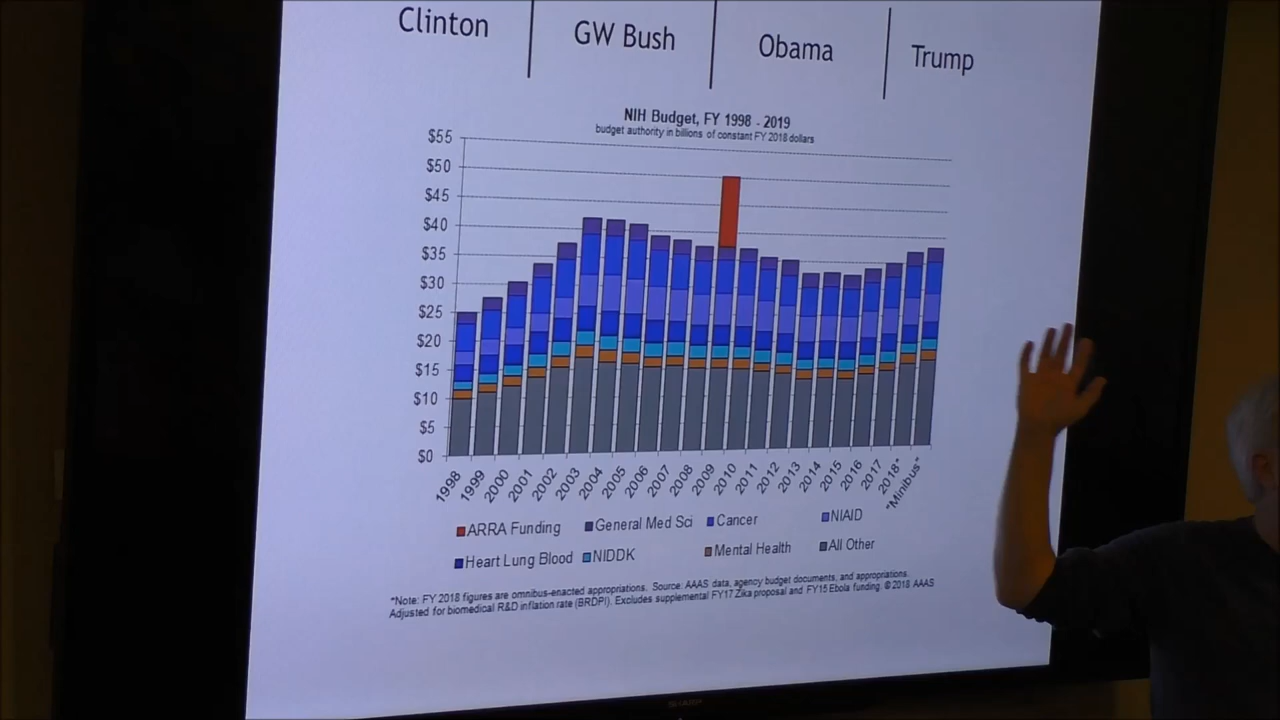 Clinton
GW Bush
Obama
Trump
NIH Budget, FY 1998 - 2019
budget authority in billions of constant FY 2018 dollars
$55
$50
$45
$40
$35
$30
$25
$20
$15
$10
$5
$0
1998
1999
2000
2001
2002
2003
2004
2005
2006
2007
2008
2009
2010
2011
2012
2013
2014
2015
2016
2017
2018*
"Minibus"
ARRA Funding
General Med Sci
Cancer
NIAID
Heart Lung Blood
NIDDK
Mental Health
All Other
*Note: FY 2018 figures are omnibus-enacted appropriations. Source: AAAS data, agency budget documents, and appropriations.
Adjusted for biomedical R&D inflation rate (BRDPI). Excludes supplemental FY17 Zika proposal and FY15 Ebola funding. © 2018 AAAS
SHARP